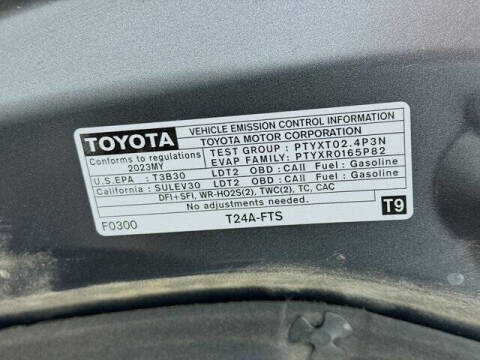 TOYOTA
VEHICLE EMISSION CONTROL INFORMATION
TOYOTA MOTOR CORPORATION
Conforms to regulations
2023MY
TEST GROUP: PTYXT02.4P3N
EVAP FAMILY: PTYXR0165P82
U.S.EPA : T3B30 LDT2 OBD : CAII Fuel : Gasoline
California : SULEV30 LDT2 OBD : CAII Fuel : Gasoline
DFI+SFI, WR-HO2S(2), TWC(2), TC, CAC
No adjustments needed.
F0300 T24A-FTS T9